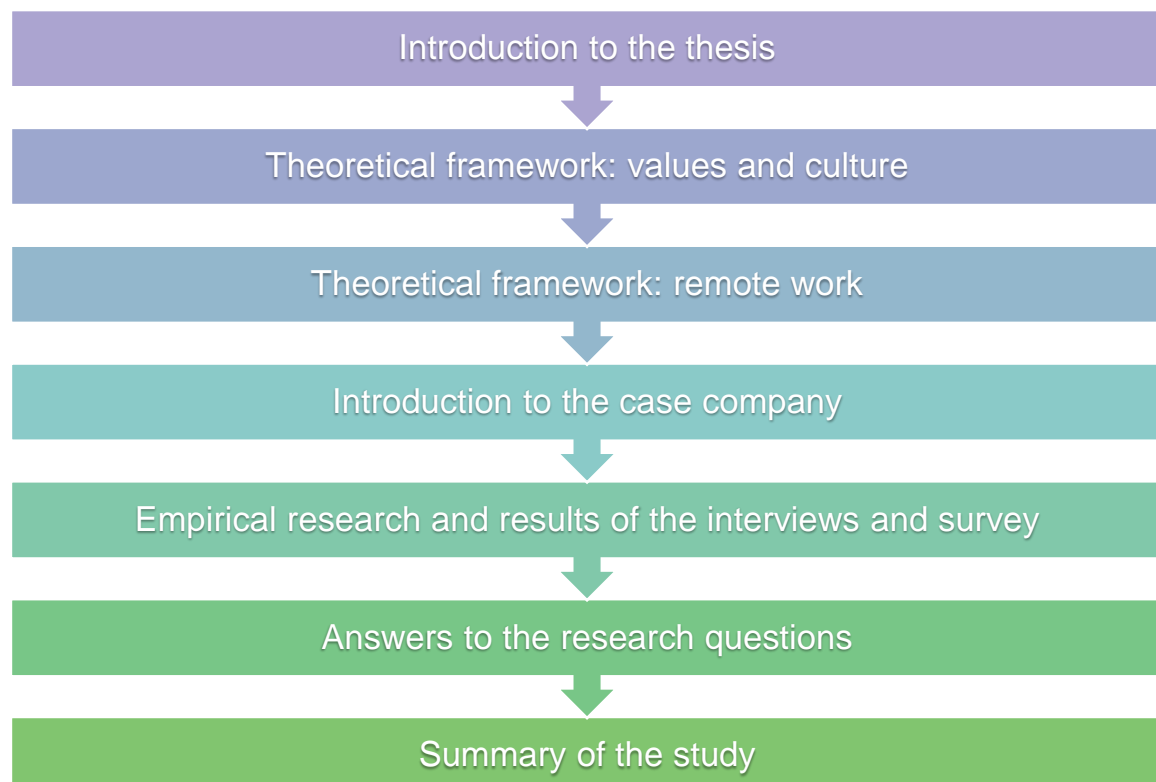 Introduction to the thesis
Theoretical framework: values and culture
Theoretical framework: remote work
Introduction to the case company
Empirical research and results of the interviews and survey
Answers to the research questions
Summary of the study